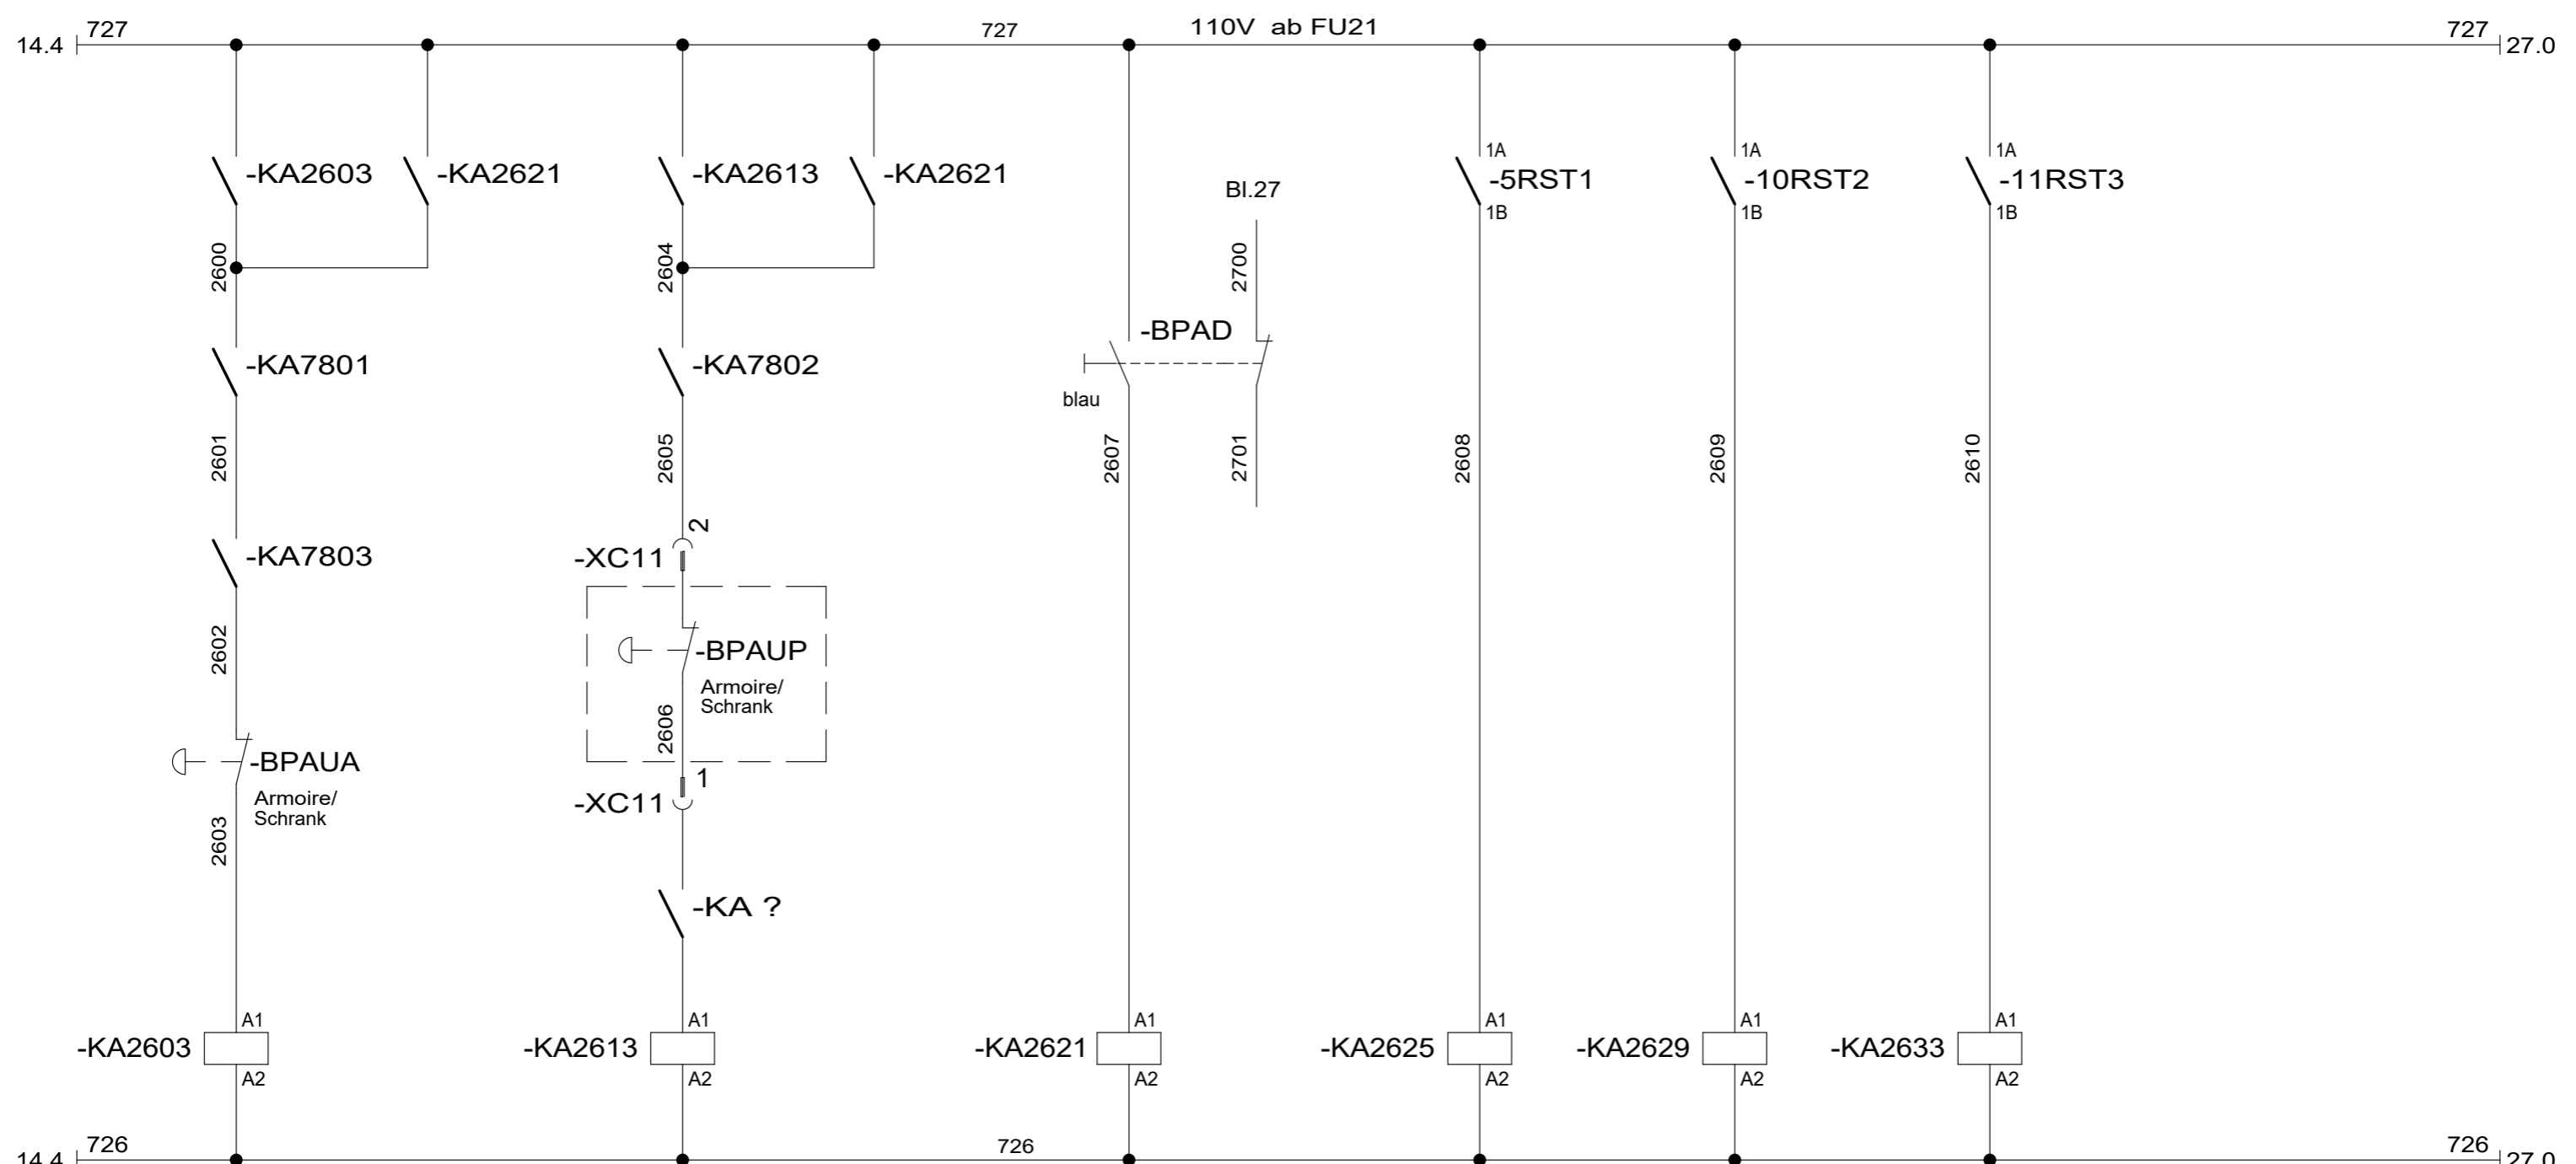 727 727 110V ab FU21 727
14.4 27.0
1A 1A 1A
-KA2603 -KA2621 -KA2613 -KA2621 Bl.27 -5RST1 -10RST2 -11RST3
1B 1B 1B
2600 2604 2700
-BPAD
-KA7801 -KA7802
blau
2601 2605 2607 2701 2608 2609 2610
2
-KA7803 -XC11
2602 -BPAUP
Armoire/
Schrank
2606
-BPAUA 1
Armoire/ -XC11
Schrank
2603
-KA ?
A1 A1 A1 A1 A1 A1
-KA2603 -KA2613 -KA2621 -KA2625 -KA2629 -KA2633
A2 A2 A2 A2 A2 A2
726 726 726
14.4 27.0